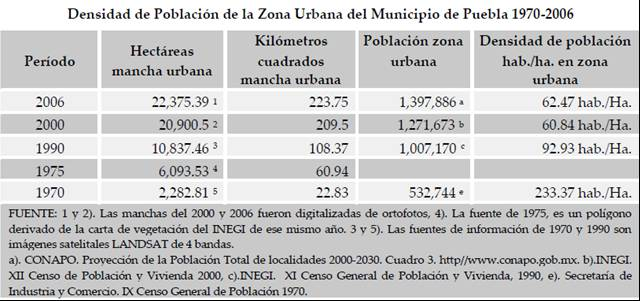 Densidad de Población de la Zona Urbana del Municipio de Puebla 1970-2006
Período Hectáreas mancha urbana Kilómetros cuadrados mancha urbana Población zona urbana Densidad de población hab./ha. en zona urbana
2006 22,375.39 1 223.75 1,397,886 a 62.47 hab./Ha.
2000 20,900.5 2 209.5 1,271,673 b 60.84 hab./Ha.
1990 10,837.46 3 108.37 1,007,170 c 92.93 hab./Ha.
1975 6,093.53 4 60.94
1970 2,282.81 5 22.83 532,744 e 233.37 hab./Ha.
FUENTE: 1 y 2). Las manchas del 2000 y 2006 fueron digitalizadas de ortofotos, 4). La fuente de 1975, es un polígono
derivado de la carta de vegetación del INEGI de ese mismo año. 3 y 5). Las fuentes de información de 1970 y 1990 son
imágenes satelitales LANDSAT de 4 bandas.
a). CONAPO. Proyección de la Población Total de localidades 2000-2030. Cuadro 3. http//www.conapo.gob.mx. b).INEGI.
XII Censo de Población y Vivienda 2000, c).INEGI. XI Censo General de Población y Vivienda, 1990, e). Secretaría de
Industria y Comercio. IX Censo General de Población 1970.